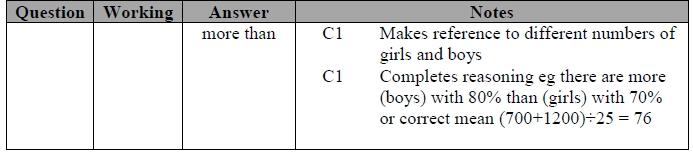 Question Working Answer Notes
more than C1 Makes reference to different numbers of
girls and boys
C1 Completes reasoning eg there are more
(boys) with 80% than (girls) with 70%
or correct mean (700+1200)÷25 = 76